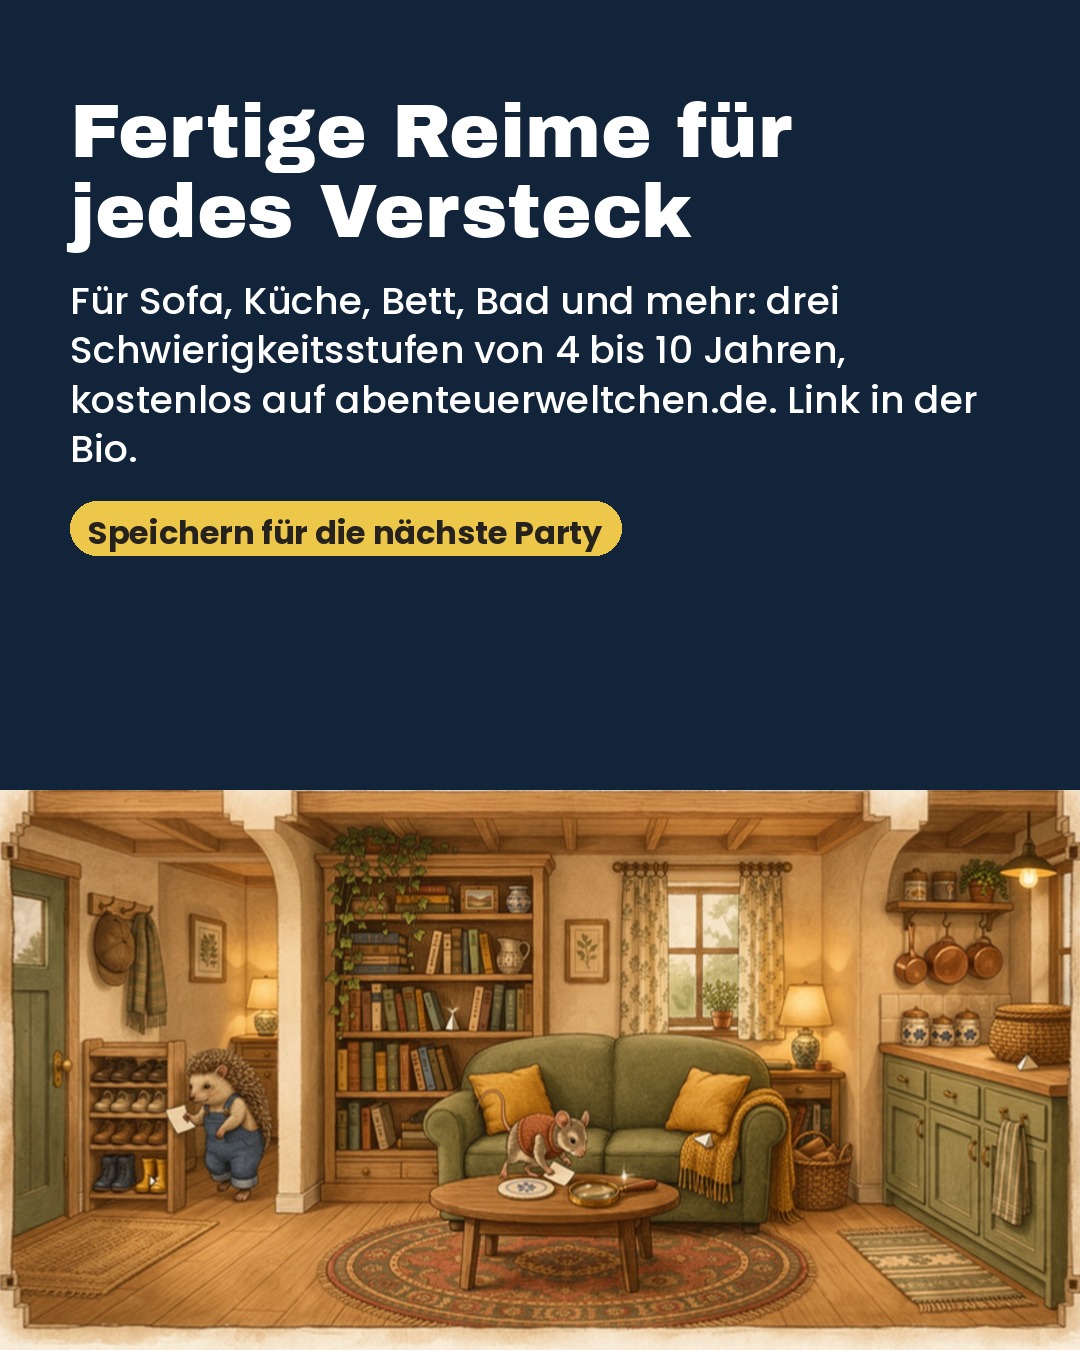 Fertige Reime für
jedes Versteck
Für Sofa, Küche, Bett, Bad und mehr: drei
Schwierigkeitsstufen von 4 bis 10 Jahren,
kostenlos auf abenteuerweltchen.de. Link in der
Bio.
Speichern für die nächste Party